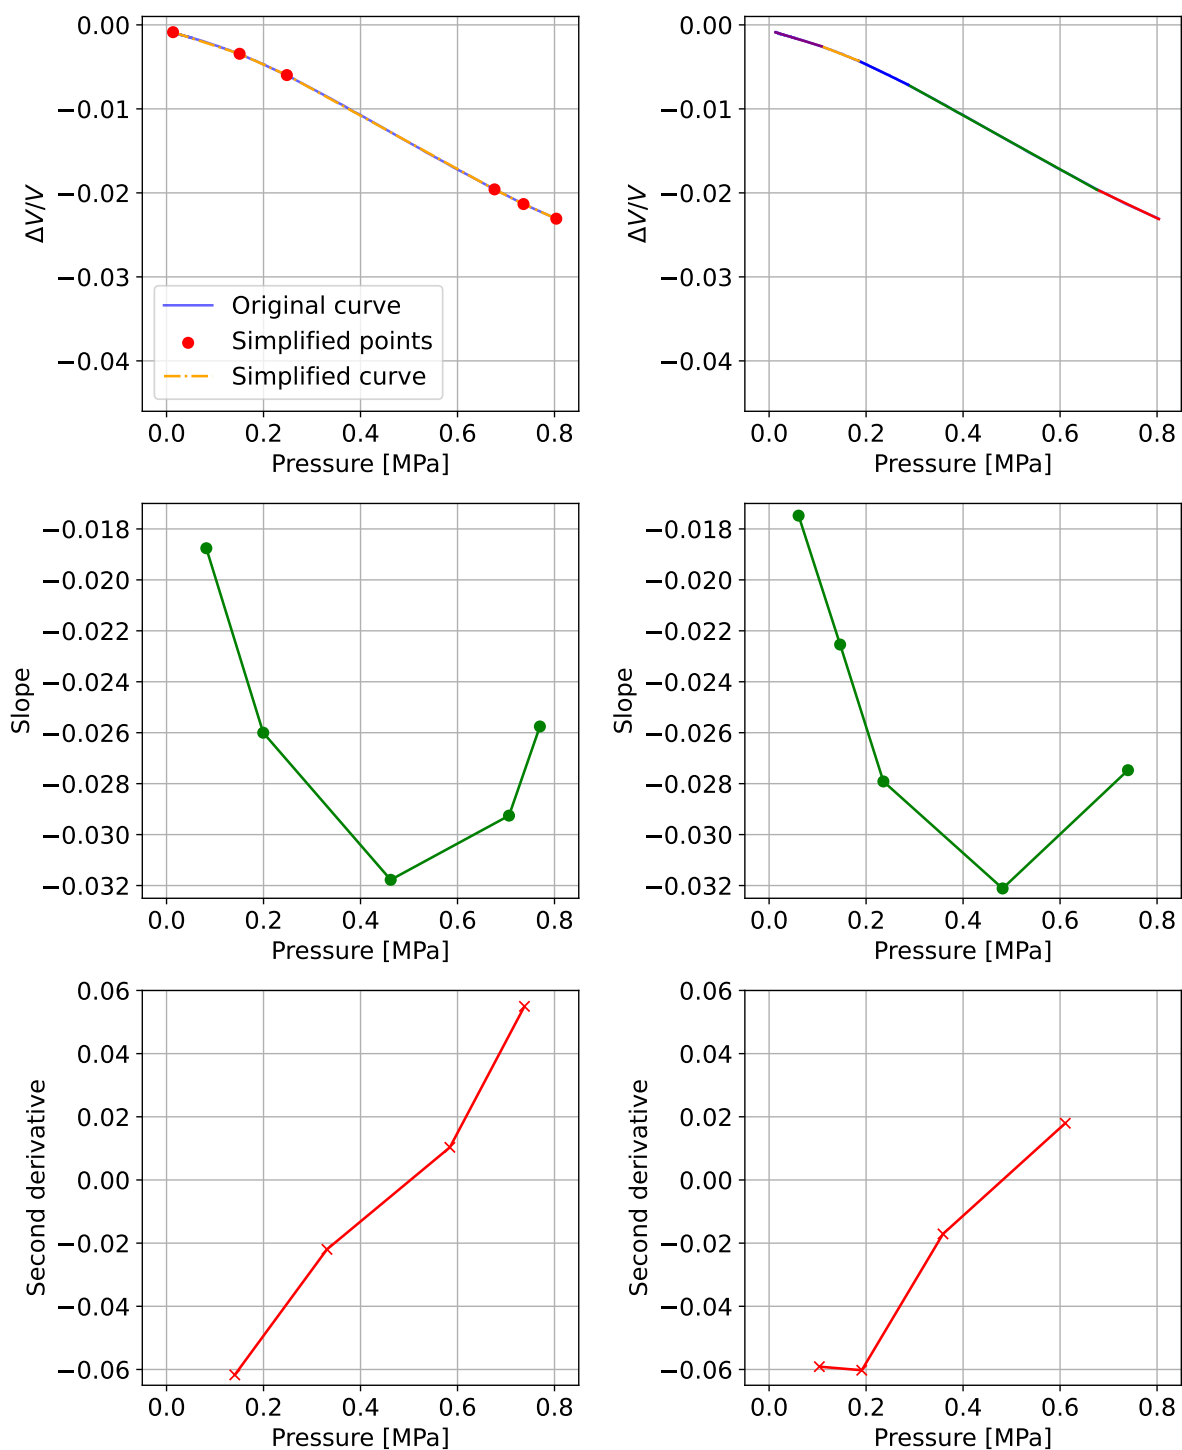 0.00
−0.01
−0.02
−0.03
−0.04
ΔV/V
Original curve
Simplified points
Simplified curve
0.0 0.2 0.4 0.6 0.8
Pressure [MPa]
0.00
−0.01
−0.02
−0.03
−0.04
ΔV/V
0.0 0.2 0.4 0.6 0.8
Pressure [MPa]
−0.018
−0.020
−0.022
−0.024
−0.026
−0.028
−0.030
−0.032
Slope
0.0 0.2 0.4 0.6 0.8
Pressure [MPa]
−0.018
−0.020
−0.022
−0.024
−0.026
−0.028
−0.030
−0.032
Slope
0.0 0.2 0.4 0.6 0.8
Pressure [MPa]
0.06
0.04
0.02
0.00
−0.02
−0.04
−0.06
Second derivative
0.0 0.2 0.4 0.6 0.8
Pressure [MPa]
0.06
0.04
0.02
0.00
−0.02
−0.04
−0.06
Second derivative
0.0 0.2 0.4 0.6 0.8
Pressure [MPa]